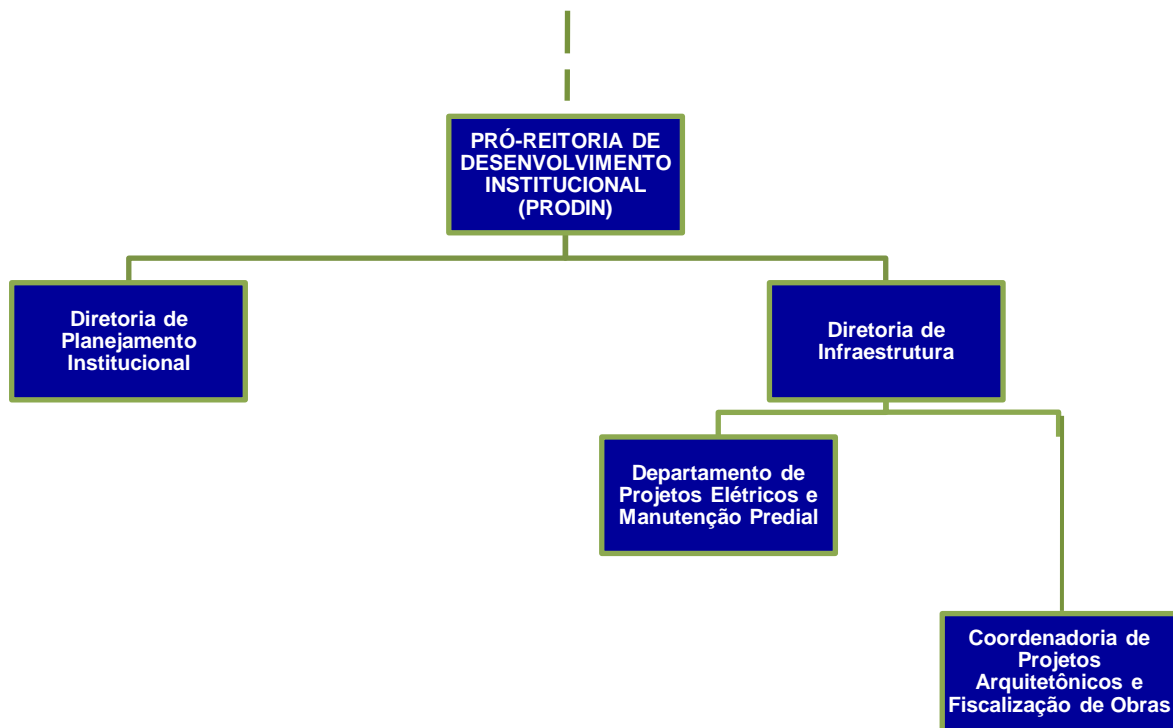 PRÓ-REITORIA DE
DESENVOLVIMENTO
INSTITUCIONAL
(PRODIN)
Diretoria de
Planejamento
Institucional
Diretoria de
Infraestrutura
Departamento de
Projetos Elétricos e
Manutenção Predial
Coordenadoria de
Projetos
Arquitetônicos e
Fiscalização de Obras